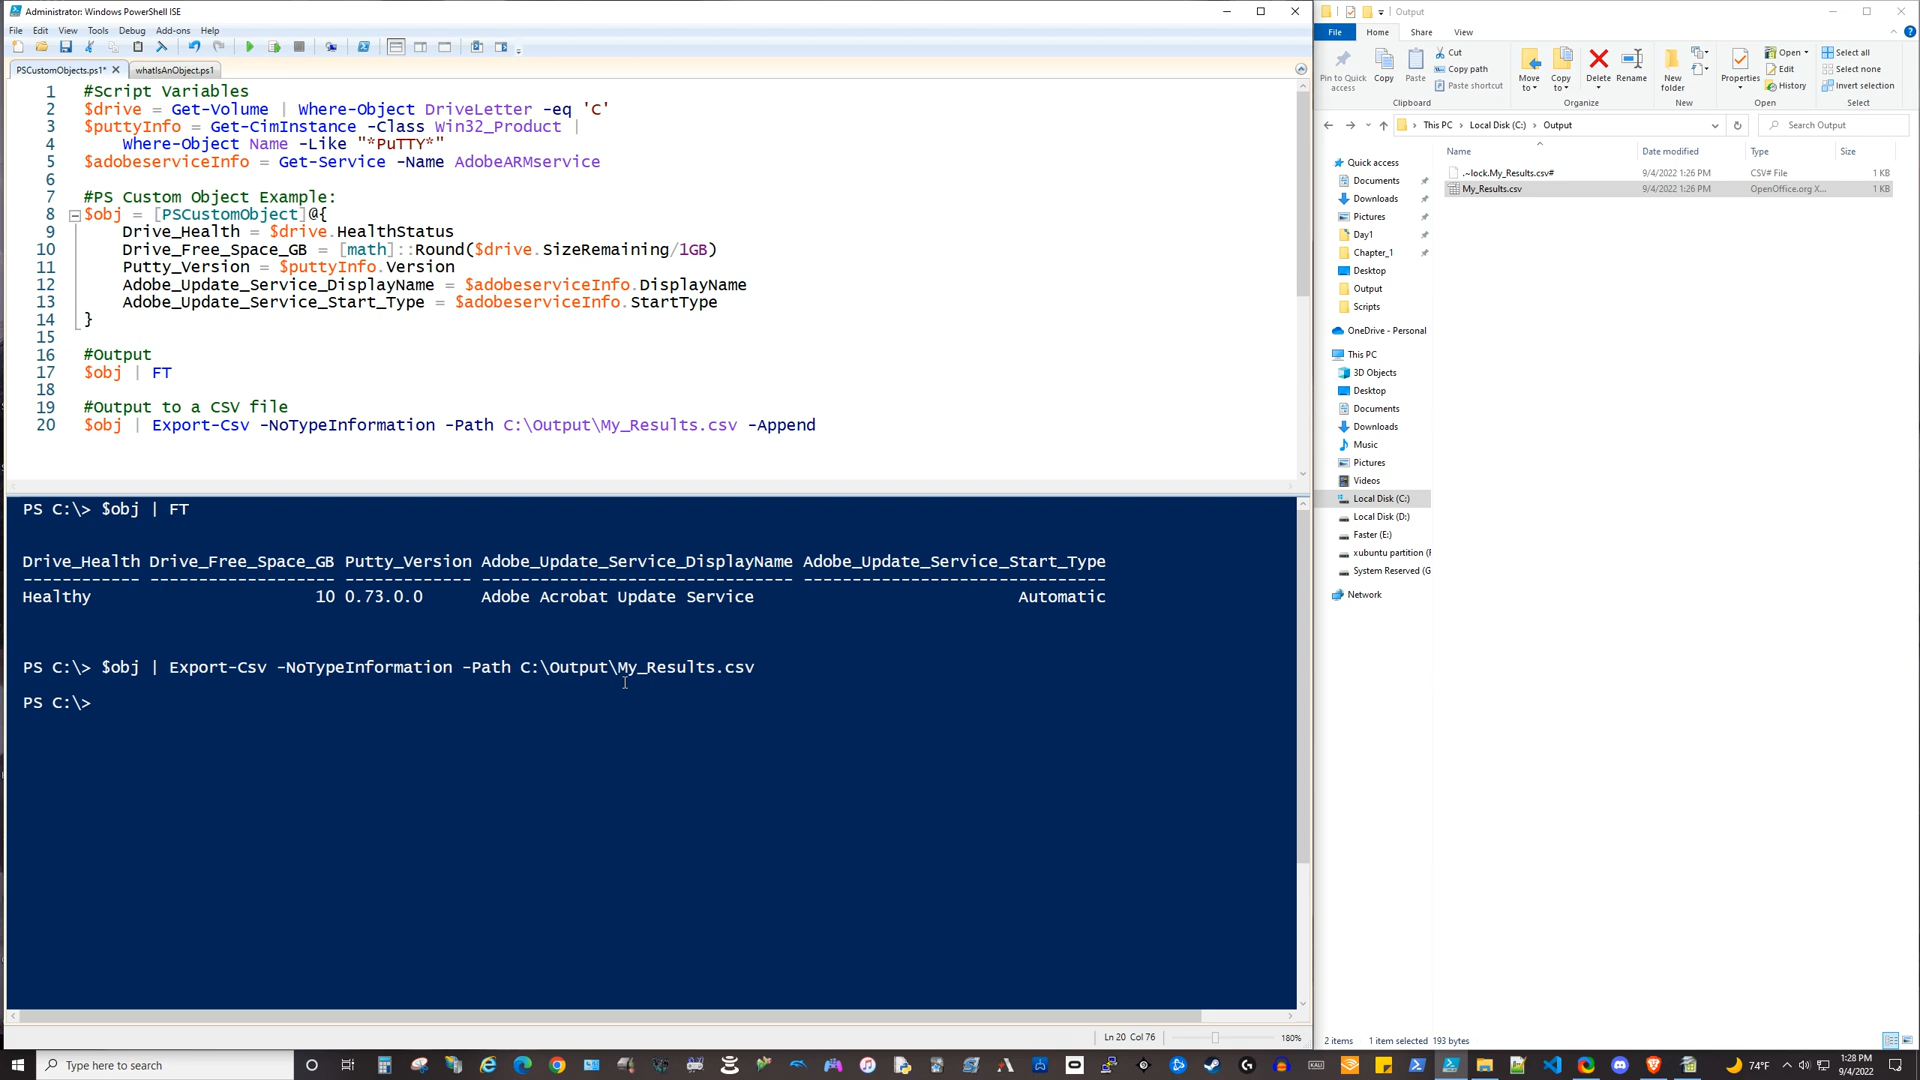 Administrator: Windows PowerShell ISE
File Edit View Tools Debug Add-ons Help
PSCustomObjects.ps1* whatIsAnObject.ps1
1 #Script Variables
2 $drive = Get-Volume | Where-Object DriveLetter -eq 'C'
3 $puttyInfo = Get-CimInstance -Class Win32_Product |
4 Where-Object Name -Like "*PuTTY*"
5 $adobeserviceInfo = Get-Service -Name AdobeARMservice
6
7 #PS Custom Object Example:
8 $obj = [PSCustomObject]@{
9 Drive_Health = $drive.HealthStatus
10 Drive_Free_Space_GB = [math]::Round($drive.SizeRemaining/1GB)
11 Putty_Version = $puttyInfo.Version
12 Adobe_Update_Service_DisplayName = $adobeserviceInfo.DisplayName
13 Adobe_Update_Service_Start_Type = $adobeserviceInfo.StartType
14 }
15
16 #Output
17 $obj | FT
18
19 #Output to a CSV file
20 $obj | Export-Csv -NoTypeInformation -Path C:\Output\My_Results.csv -Append
PS C:\> $obj | FT
Drive_Health Drive_Free_Space_GB Putty_Version Adobe_Update_Service_DisplayName Adobe_Update_Service_Start_Type
------------ ------------------- ------------- -------------------------------- -------------------------------
Healthy 10 0.73.0.0 Adobe Acrobat Update Service Automatic
PS C:\> $obj | Export-Csv -NoTypeInformation -Path C:\Output\My_Results.csv
PS C:\>
Ln 20 Col 76 180%
Output
File Home Share View
Pin to Quick access
Copy
Paste
Cut
Copy path
Paste shortcut
Move to
Copy to
Delete
Rename
New folder
Properties
Open
Edit
History
Select all
Select none
Invert selection
Clipboard Organize New Open Select
This PC Local Disk (C:) Output
Search Output
Name Date modified Type Size
.~lock.My_Results.csv# 9/4/2022 1:26 PM CSV# File 1 KB
My_Results.csv 9/4/2022 1:26 PM OpenOffice.org X... 1 KB
Quick access
Documents
Downloads
Pictures
Day1
Chapter_1
Desktop
Output
Scripts
OneDrive - Personal
This PC
3D Objects
Desktop
Documents
Downloads
Music
Pictures
Videos
Local Disk (C:)
Local Disk (D:)
Faster (E:)
xubuntu partition (F
System Reserved (G
Network
2 items 1 item selected 193 bytes
Type here to search
KALI
74°F
1:28 PM
9/4/2022